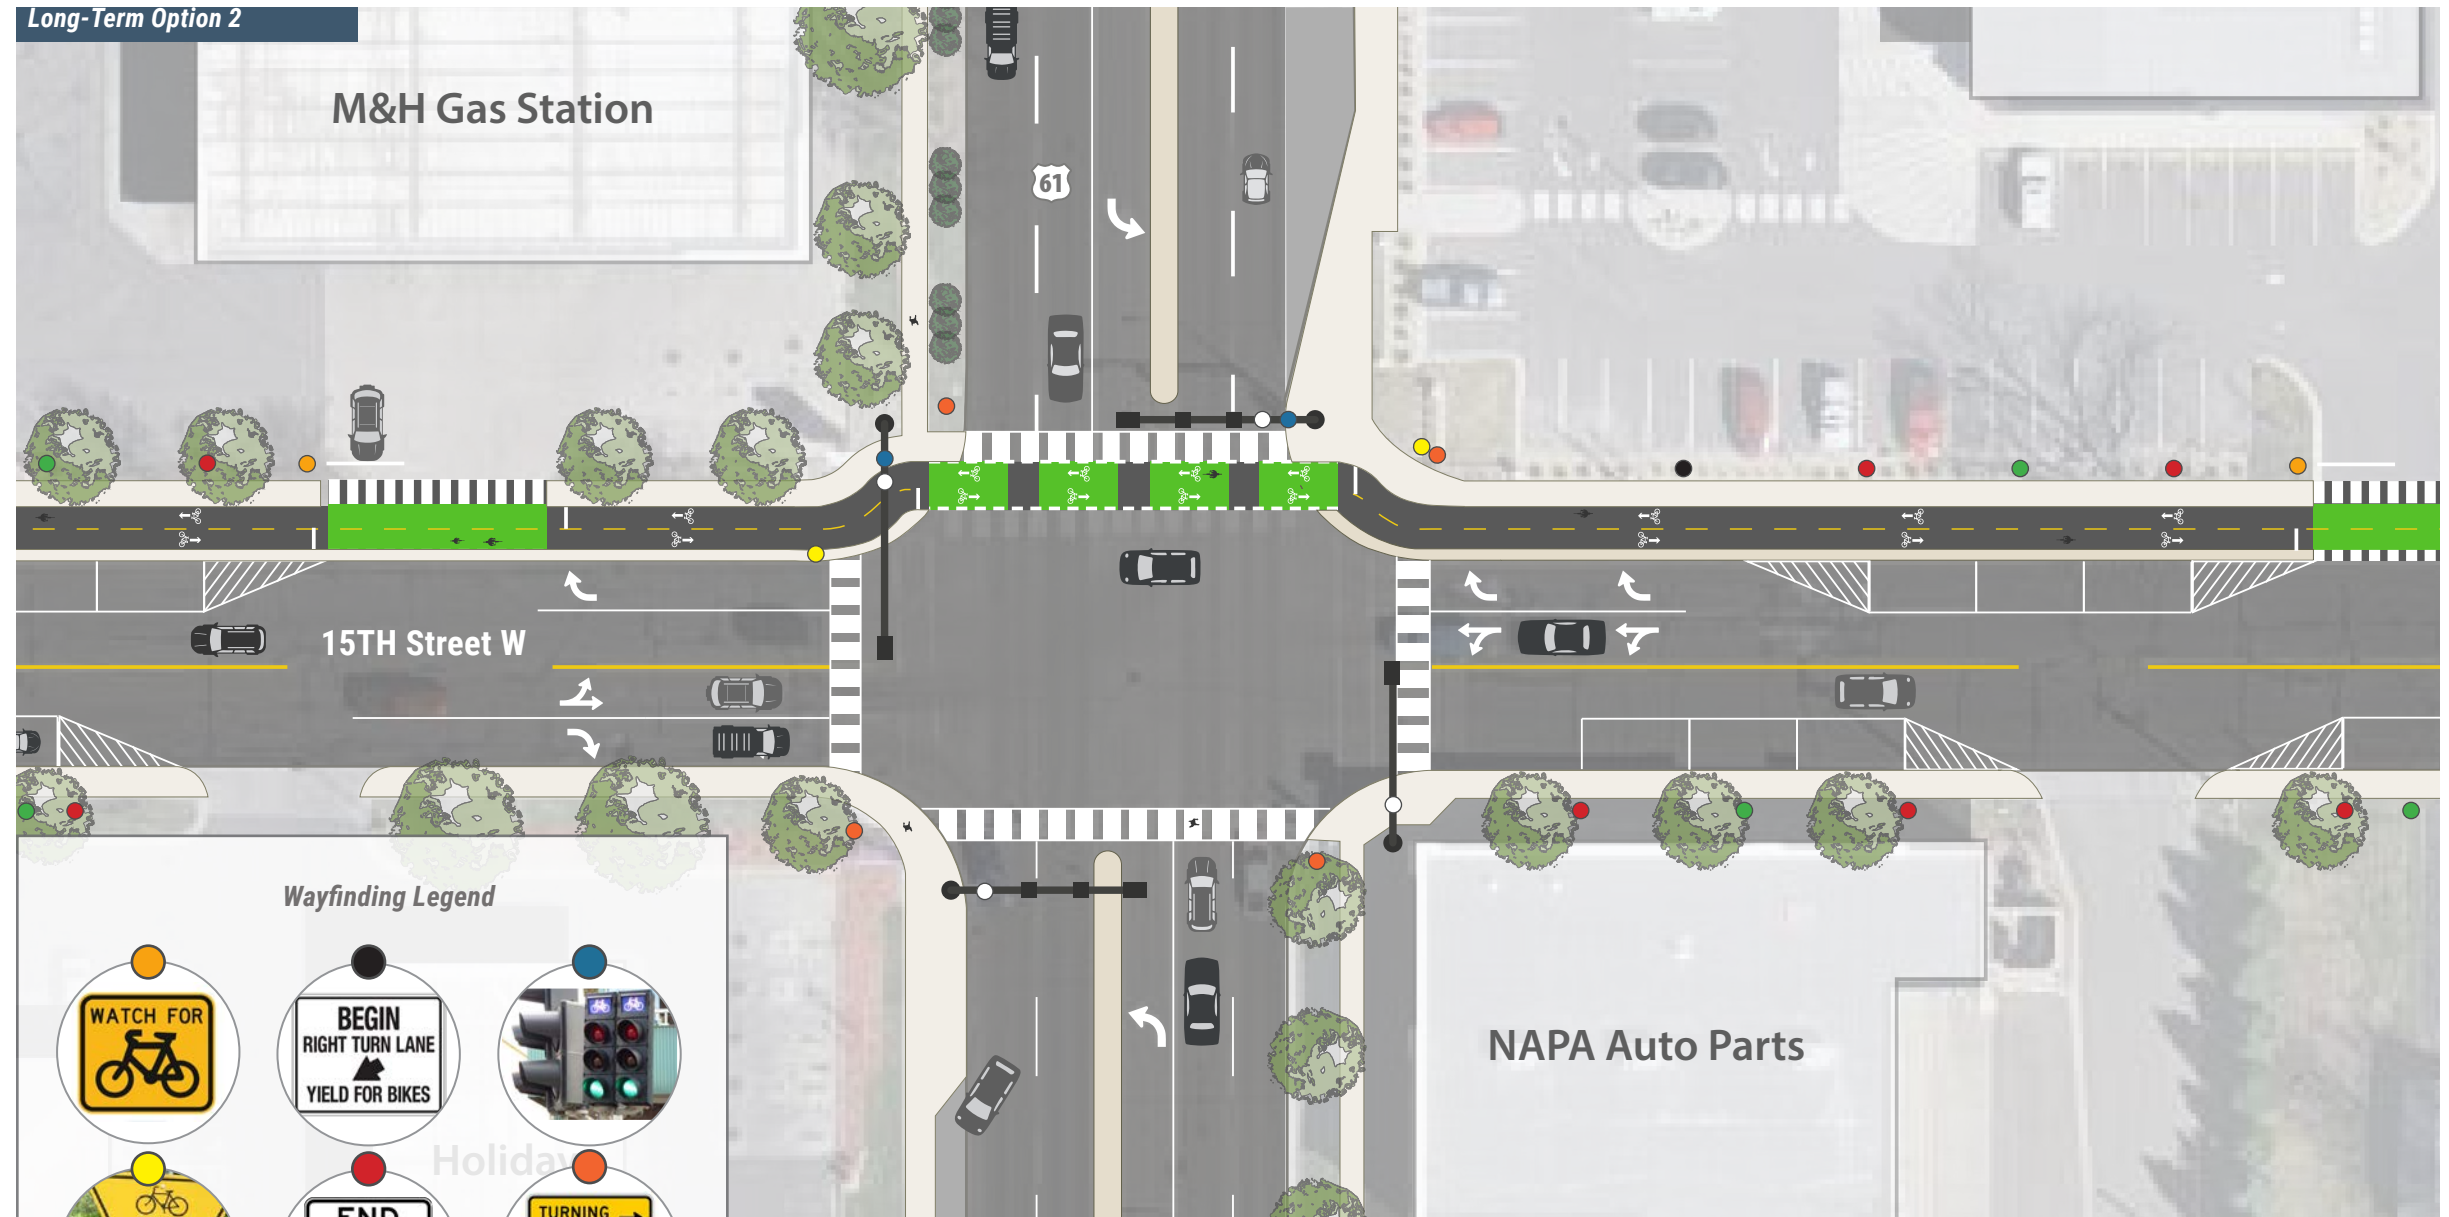 Long-Term Option 2
M&H Gas Station
61
15TH Street W
NAPA Auto Parts
Wayfinding Legend
WATCH FOR
BEGIN
RIGHT TURN LANE
YIELD FOR BIKES
Holiday
END
TURNING